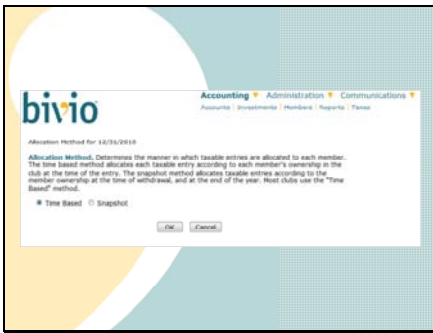 bivio
Accounting Administration Communications
Accounts | Investments | Members | Reports | Taxes
Allocation Method for 12/31/2010
Allocation Method. Determines the manner in which taxable entries are allocated to each member.
The time based method allocates each taxable entry according to each member's ownership in the
club at the time of the entry. The snapshot method allocates taxable entries according to the
member ownership at the time of withdrawal, and at the end of the year. Most clubs use the "Time
Based" method.
Time Based Snapshot
OK Cancel